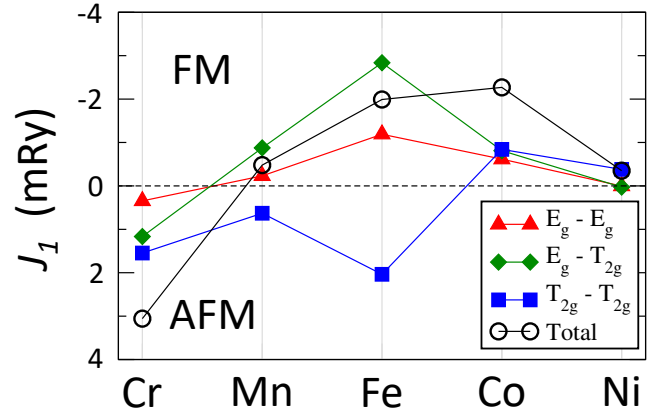 -4
-2
0
2
4
J1 (mRy)
FM
AFM
Eg - Eg
Eg - T2g
T2g - T2g
Total
Cr Mn Fe Co Ni